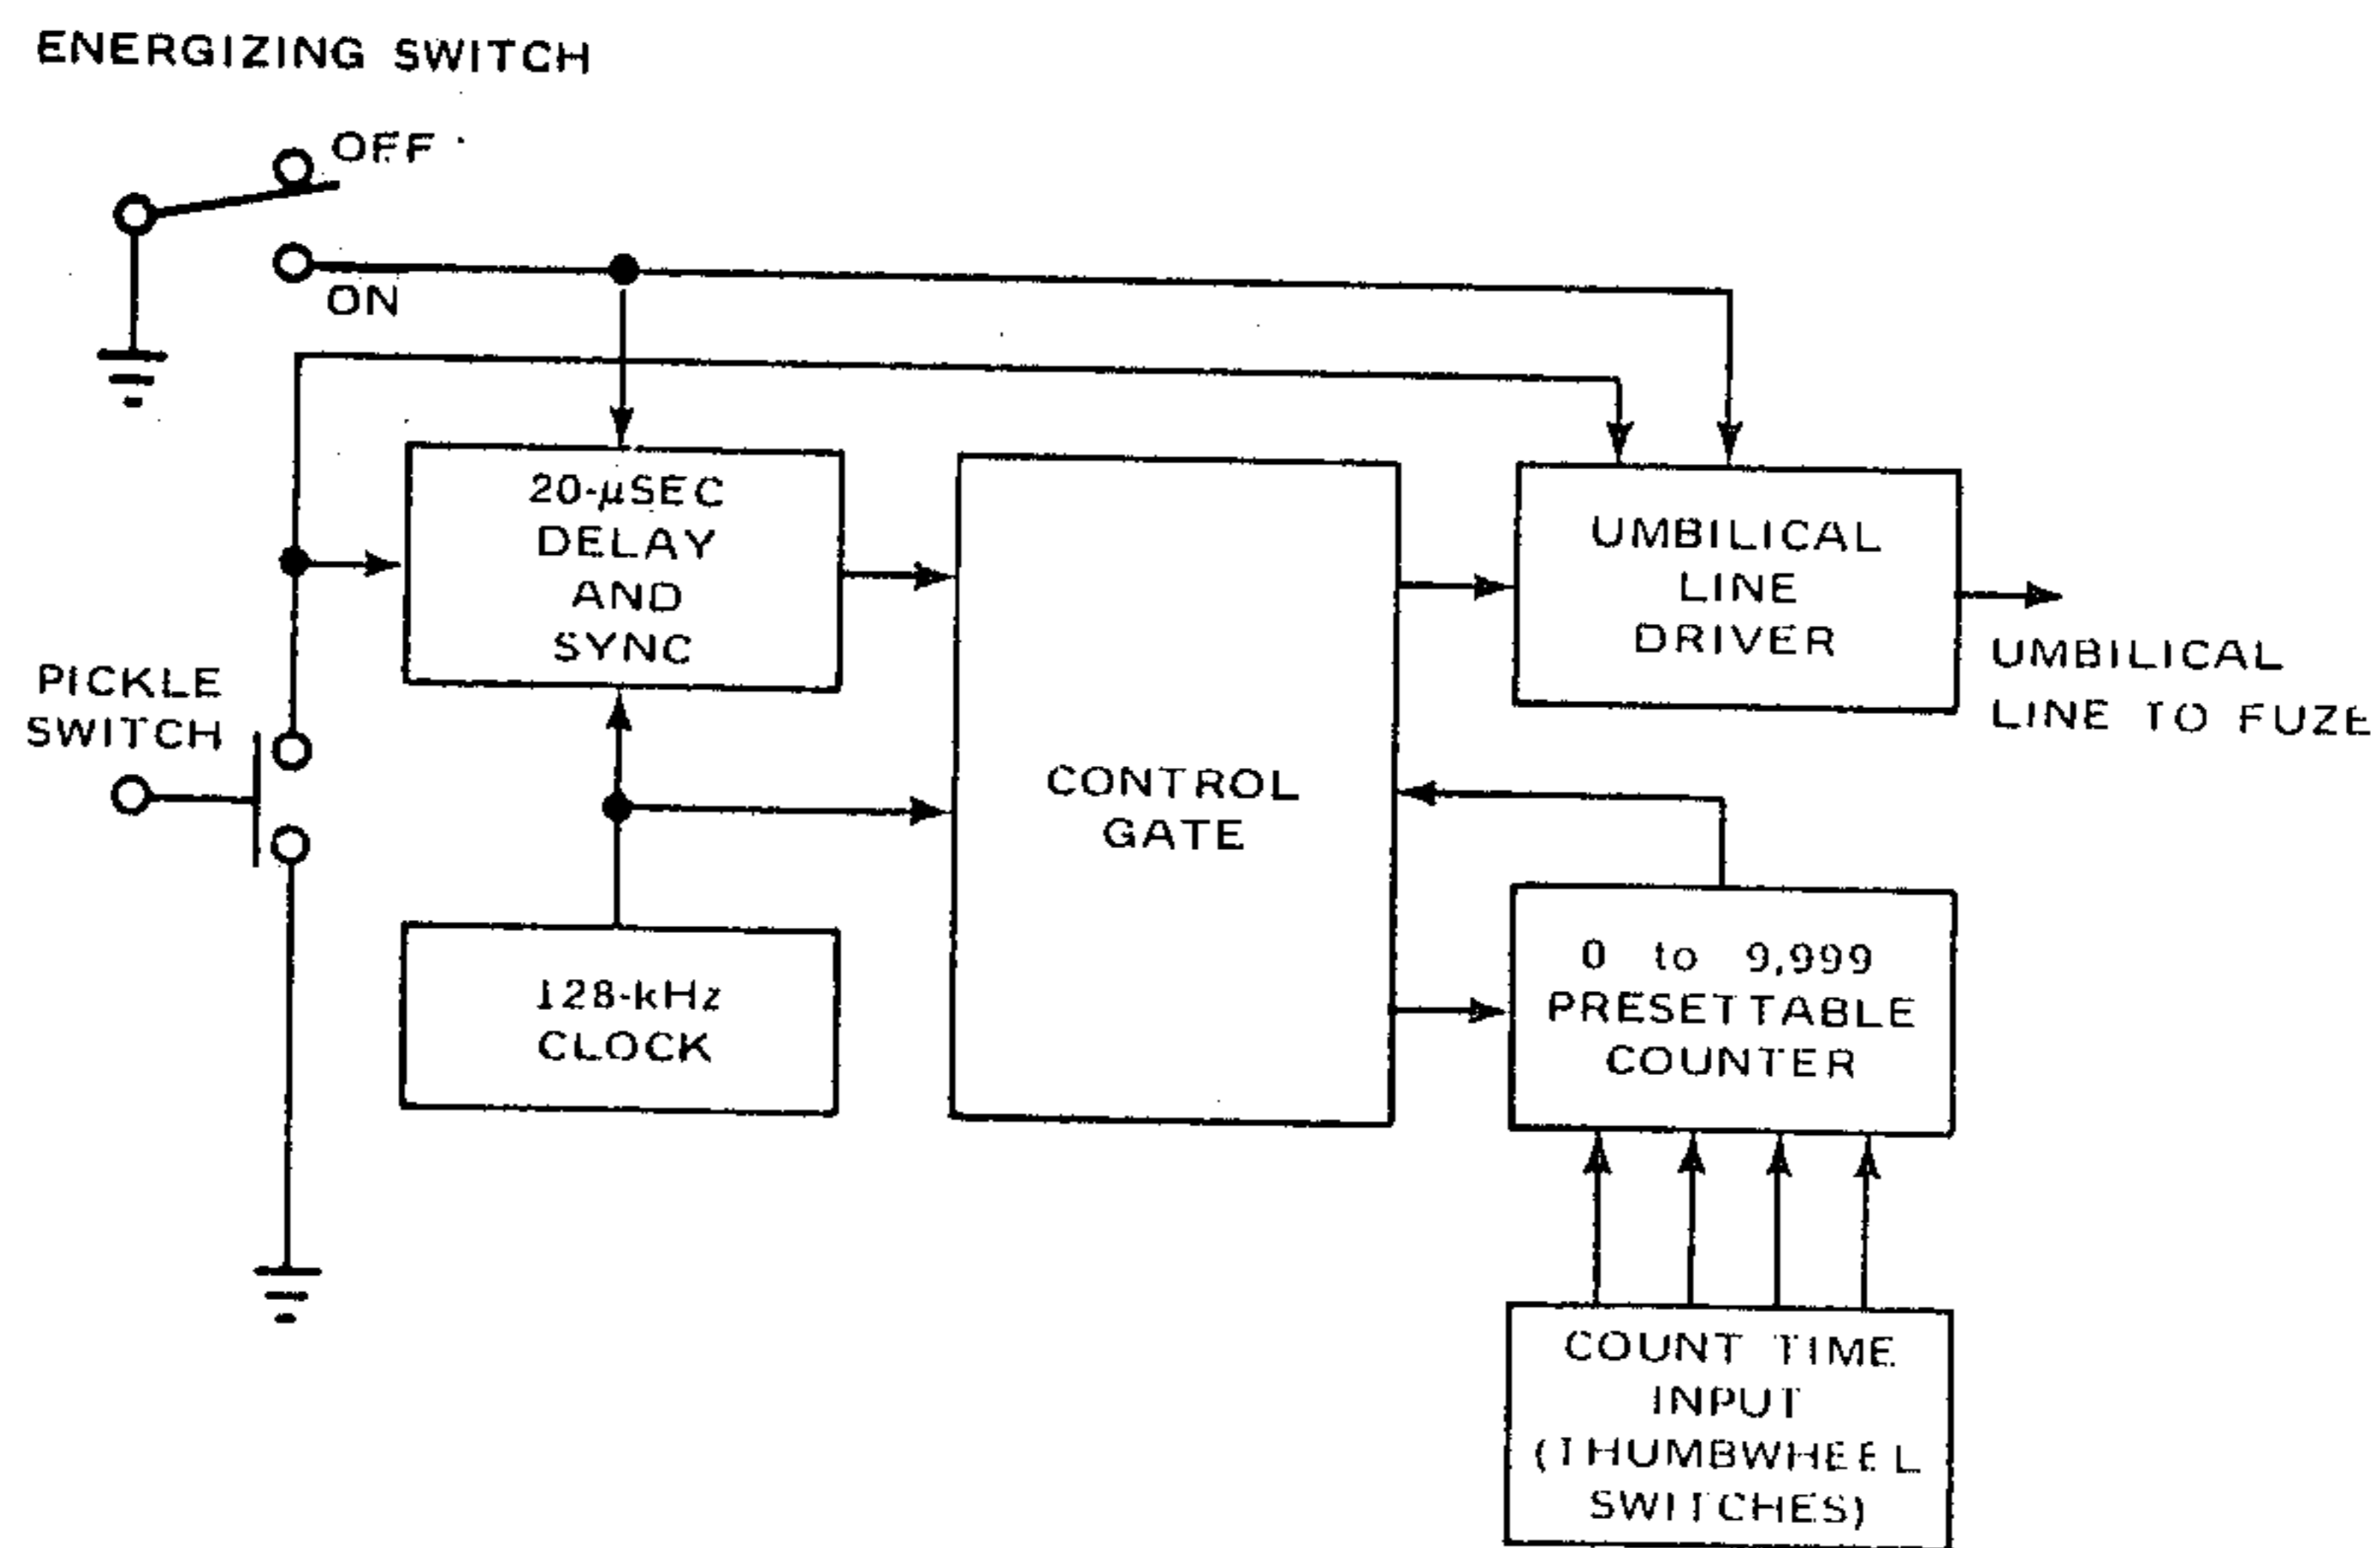 ENERGIZING SWITCH
OFF
ON
20-µSEC
DELAY
AND
SYNC
UMBILICAL
LINE
DRIVER
UMBILICAL
LINE TO FUZE
PICKLE
SWITCH
CONTROL
GATE
128-kHz
CLOCK
0 to 9,999
PRESETTABLE
COUNTER
COUNT TIME
INPUT
(THUMBWHEEL
SWITCHES)